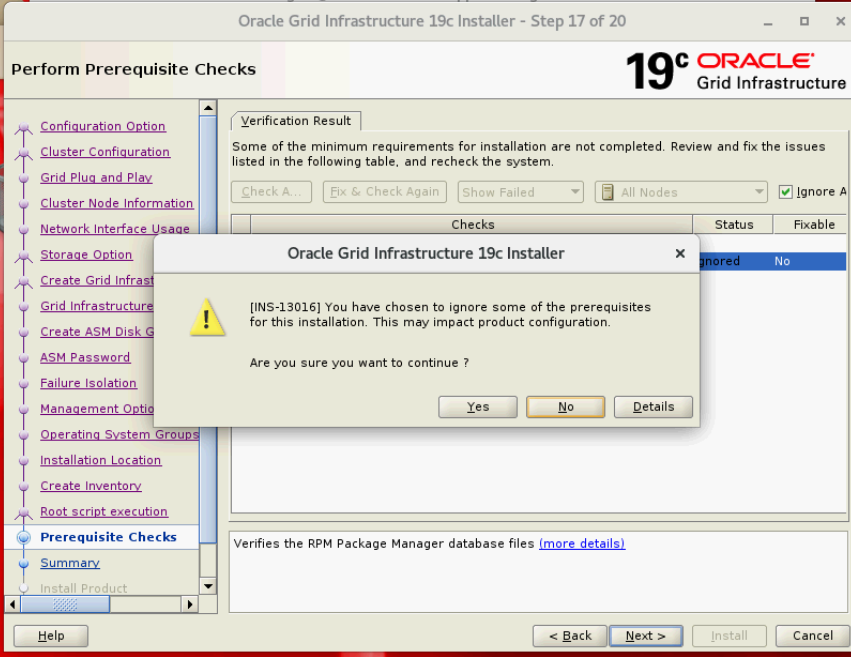 Oracle Grid Infrastructure 19c Installer - Step 17 of 20
Perform Prerequisite Checks
19c ORACLE
Grid Infrastructure
Configuration Option
Cluster Configuration
Grid Plug and Play
Cluster Node Information
Network Interface Usage
Storage Option
Create Grid Infrast
Grid Infrastructure
Create ASM Disk G
ASM Password
Failure Isolation
Management Optio
Operating System Groups
Installation Location
Create Inventory
Root script execution
Prerequisite Checks
Summary
Install Product
Verification Result
Some of the minimum requirements for installation are not completed. Review and fix the issues
listed in the following table, and recheck the system.
Check A... Fix & Check Again Show Failed All Nodes Ignore A
Checks Status Fixable
gnored No
Oracle Grid Infrastructure 19c Installer
[INS-13016] You have chosen to ignore some of the prerequisites
for this installation. This may impact product configuration.
Are you sure you want to continue ?
Yes No Details
Verifies the RPM Package Manager database files (more details)
Help < Back Next > Install Cancel